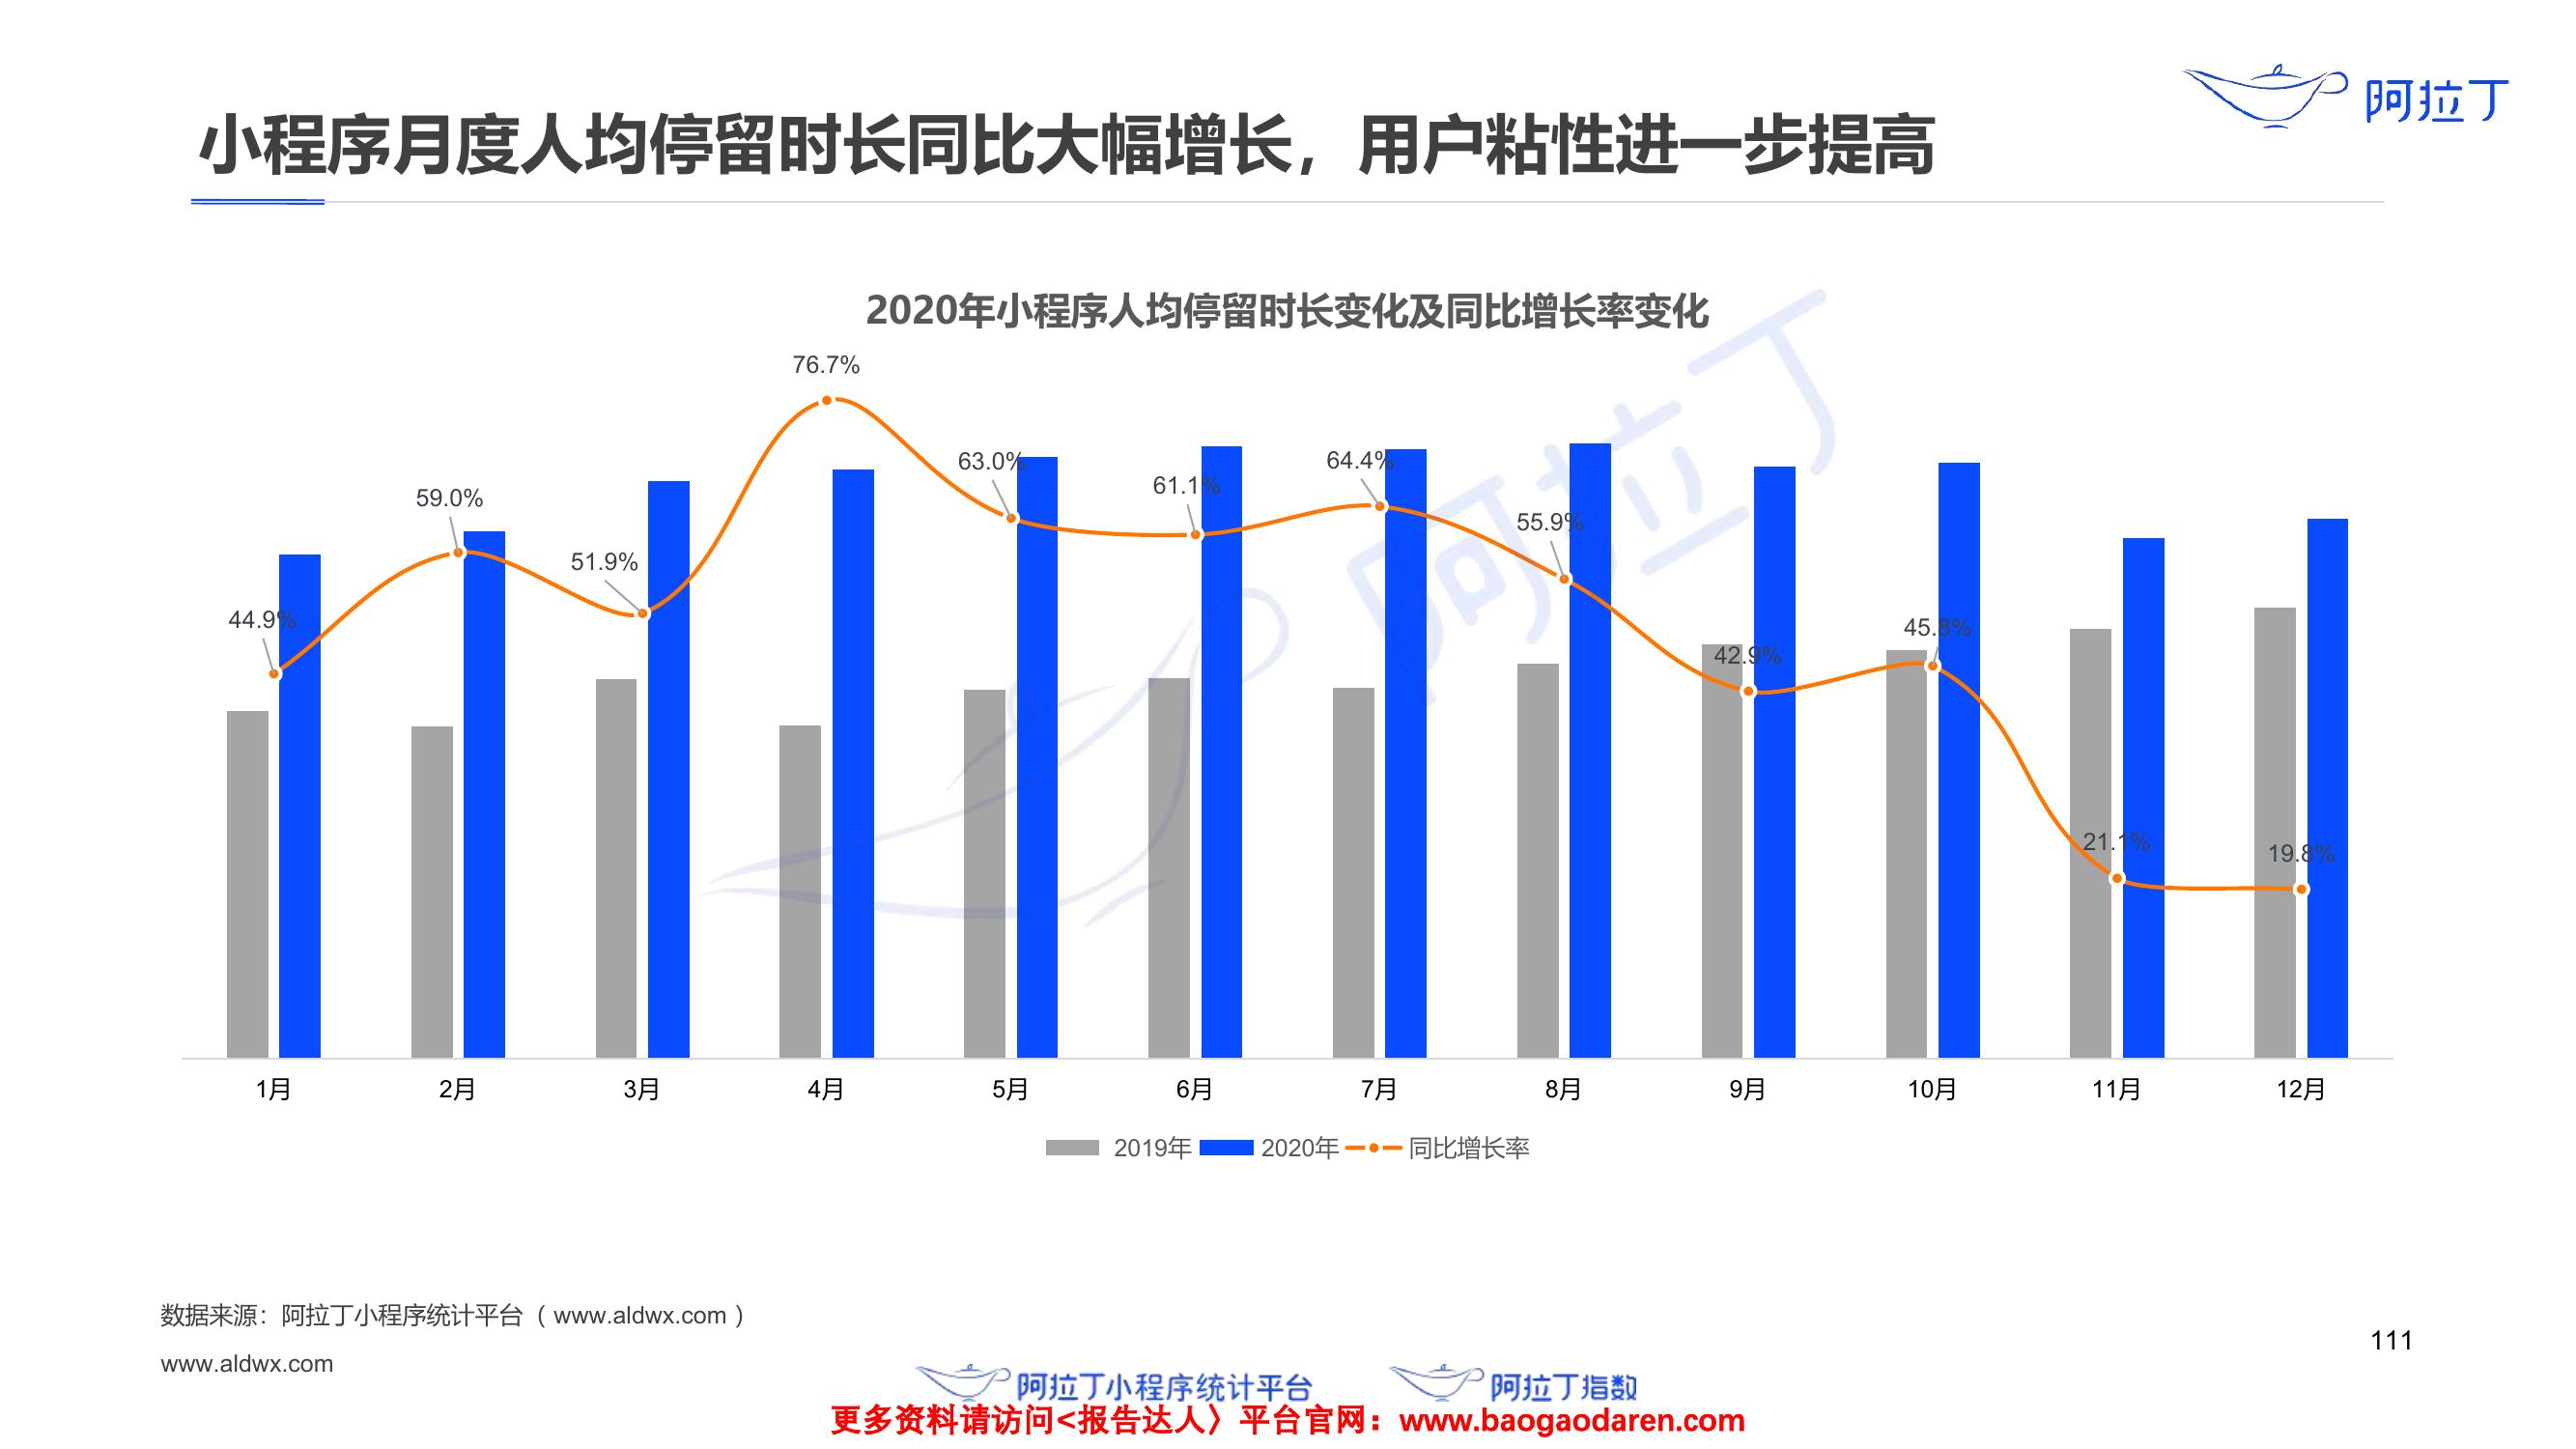 阿拉丁
小程序月度人均停留时长同比大幅增长，用户粘性进一步提高
2020年小程序人均停留时长变化及同比增长率变化
76.7%
63.0%
64.4%
61.1%
59.0%
55.9%
51.9%
44.9%
45.8%
42.9%
21.1%
19.8%
阿拉丁
1月 2月 3月 4月 5月 6月 7月 8月 9月 10月 11月 12月
2019年 2020年 同比增长率
数据来源：阿拉丁小程序统计平台（www.aldwx.com）
111
www.aldwx.com
阿拉丁小程序统计平台 阿拉丁指数
更多资料请访问<报告达人〉平台官网：www.baogaodaren.com